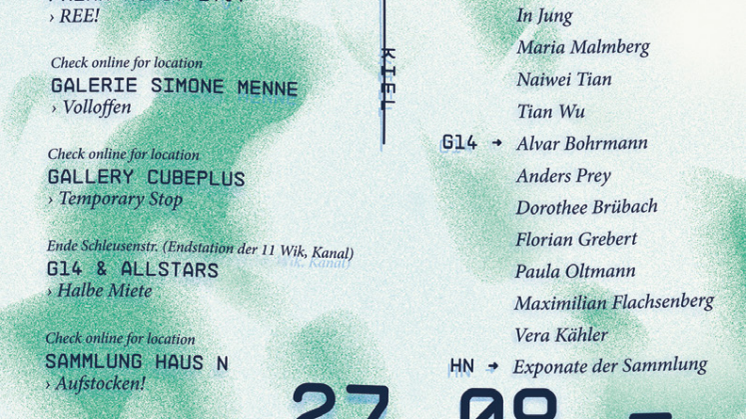 › REE!
Check online for location
GALERIE SIMONE MENNE
› Volloffen
Check online for location
GALLERY CUBEPLUS
› Temporary Stop
Ende Schleusenstr. (Endstation der 11 Wik, Kanal)
G14 & ALLSTARS
› Halbe Miete
Check online for location
SAMMLUNG HAUS N
› Aufstocken!
KIEL
In Jung
Maria Malmberg
Naiwei Tian
Tian Wu
G14 → Alvar Bohrmann
Anders Prey
Dorothee Brübach
Florian Grebert
Paula Oltmann
Maximilian Flachsenberg
Vera Kähler
HN → Exponate der Sammlung
27 08